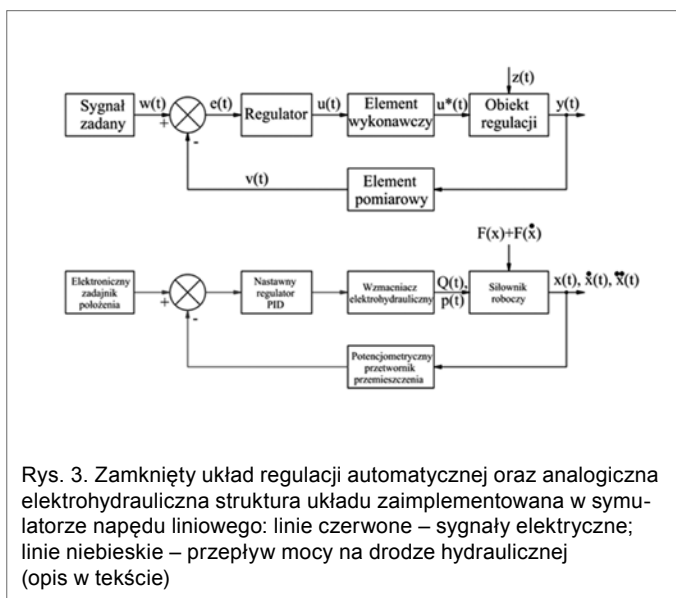 z(t)
Sygnał zadany
w(t)
+
-
e(t)
Regulator
u(t)
Element wykonawczy
u*(t)
Obiekt regulacji
y(t)
v(t)
Element pomiarowy
F(x)+F(ẋ)
Elektroniczny zadajnik położenia
+
-
Nastawny regulator PID
Wzmacniacz elektrohydrauliczny
Q(t), p(t)
Siłownik roboczy
x(t), ẋ(t), ẍ(t)
Potencjometryczny przetwornik przemieszczenia
Rys. 3. Zamknięty układ regulacji automatycznej oraz analogiczna
elektrohydrauliczna struktura układu zaimplementowana w symu-
latorze napędu liniowego: linie czerwone – sygnały elektryczne;
linie niebieskie – przepływ mocy na drodze hydraulicznej
(opis w tekście)